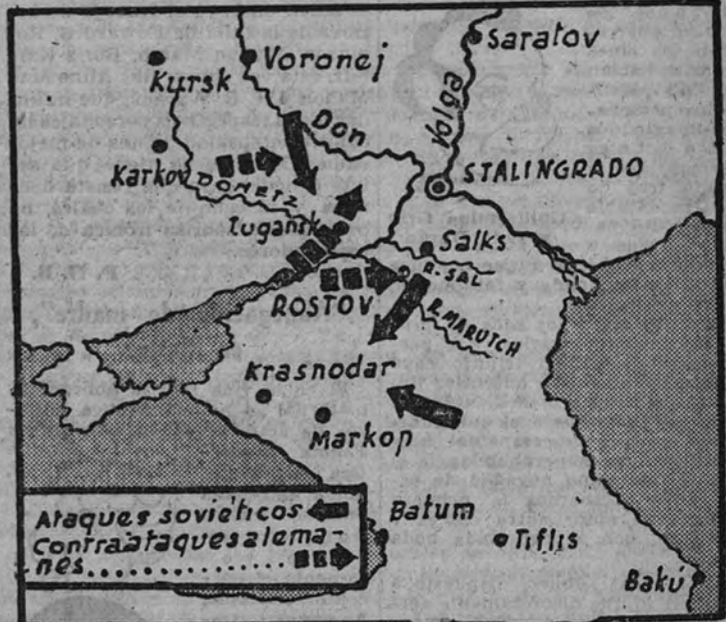 Saratov
Voronej
Kursk
Don
Volga
Karkov
DONETZ
STALINGRADO
Lugansk
Salks
R-SAL
ROSTOV
R.MARUTCH
Krasnodar
Markop
Ataques soviéticos
Contraataques alema
nes..............
Batum
Tiflis
Bakú